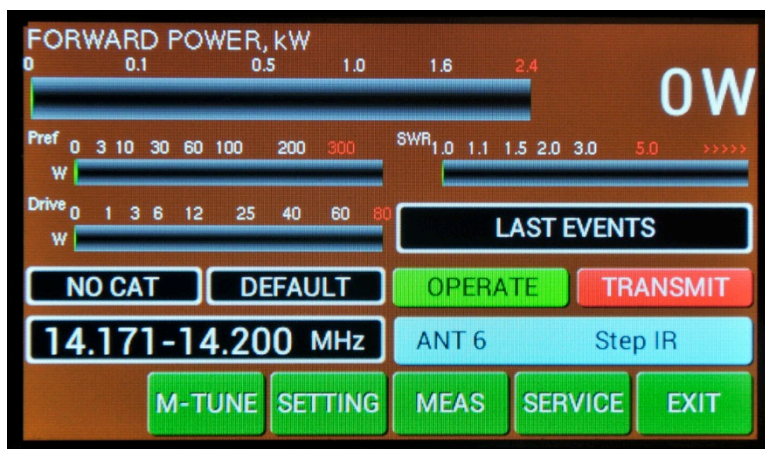 FORWARD POWER, kW
0 0.1 0.5 1.0 1.6 2.4
0 W
Pref 0 3 10 30 60 100 200 300
W
SWR 1.0 1.1 1.5 2.0 3.0 5.0 >>>>>
Drive 0 1 3 6 12 25 40 60 80
W
LAST EVENTS
NO CAT DEFAULT OPERATE TRANSMIT
14.171-14.200 MHz ANT 6 Step IR
M-TUNE SETTING MEAS SERVICE EXIT